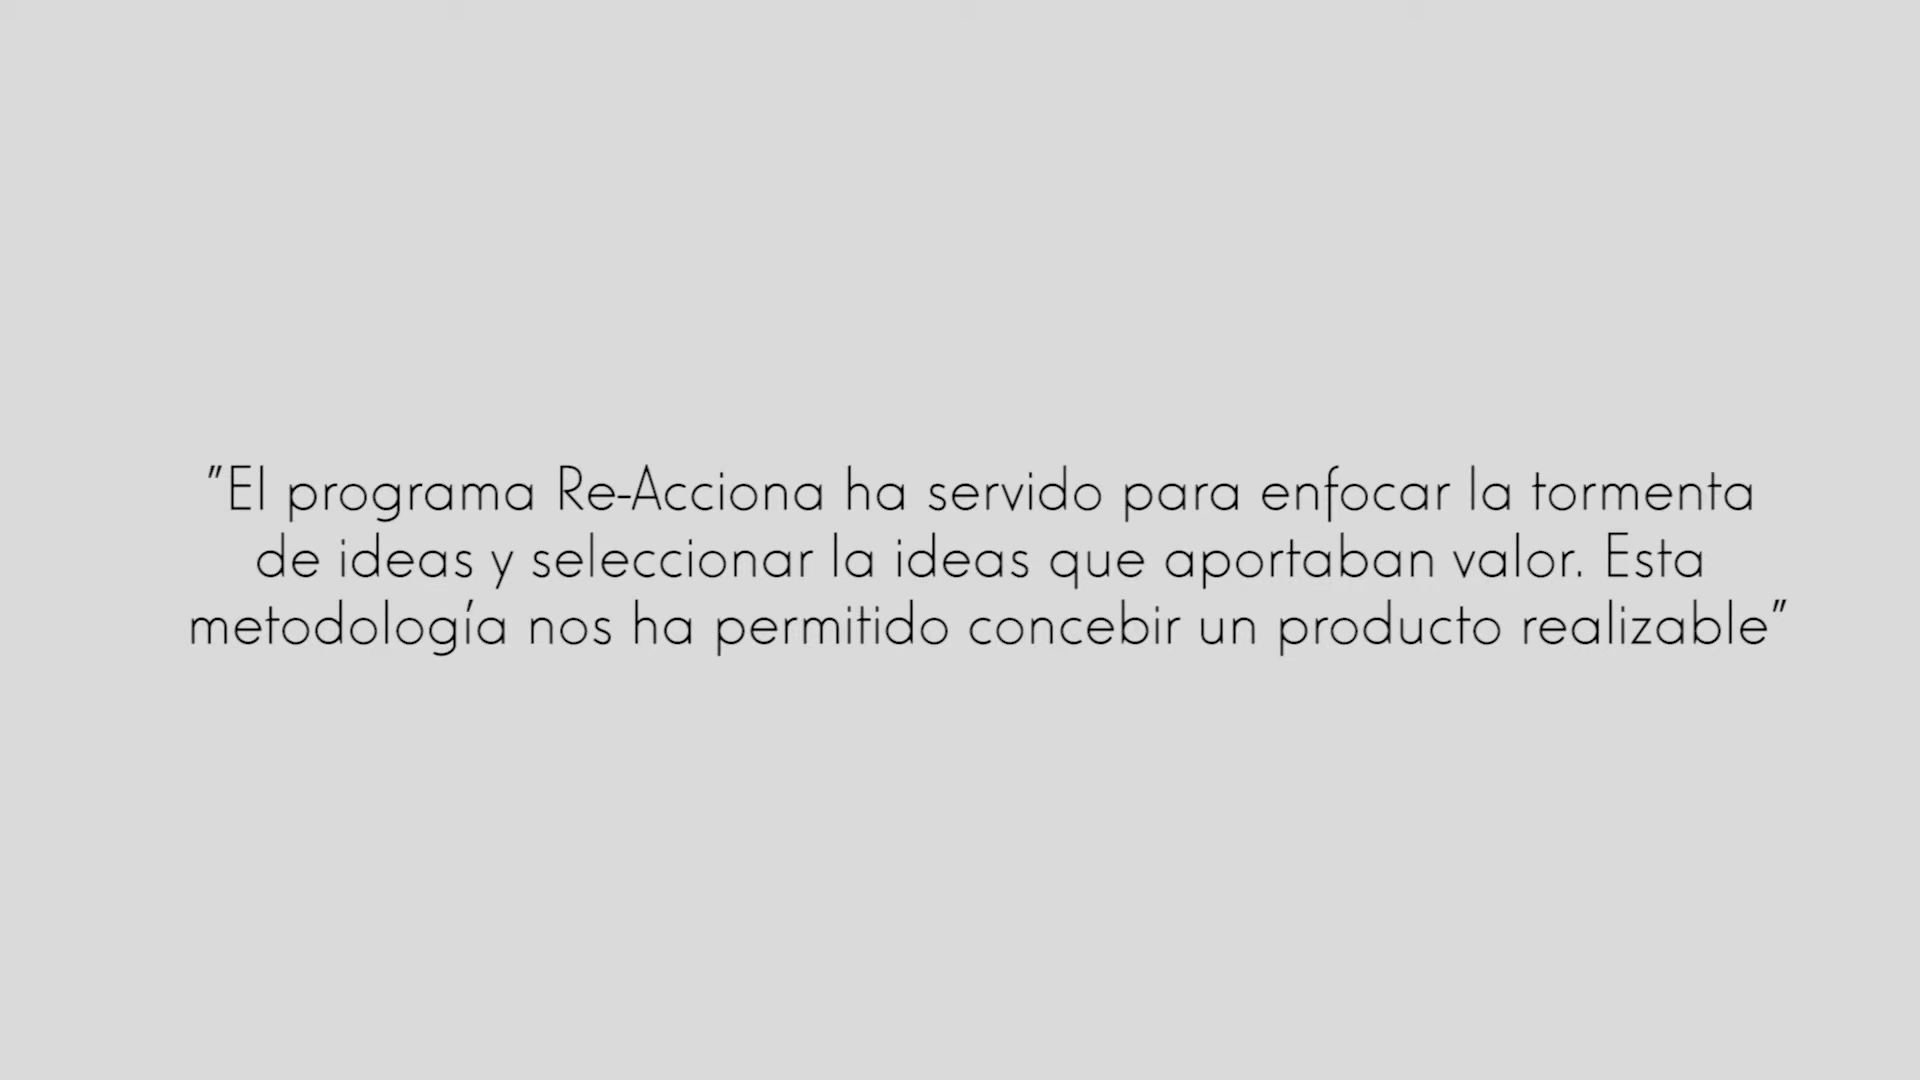 "El programa Re-Acciona ha servido para enfocar la tormenta
de ideas y seleccionar la ideas que aportaban valor. Esta
metodología nos ha permitido concebir un producto realizable"